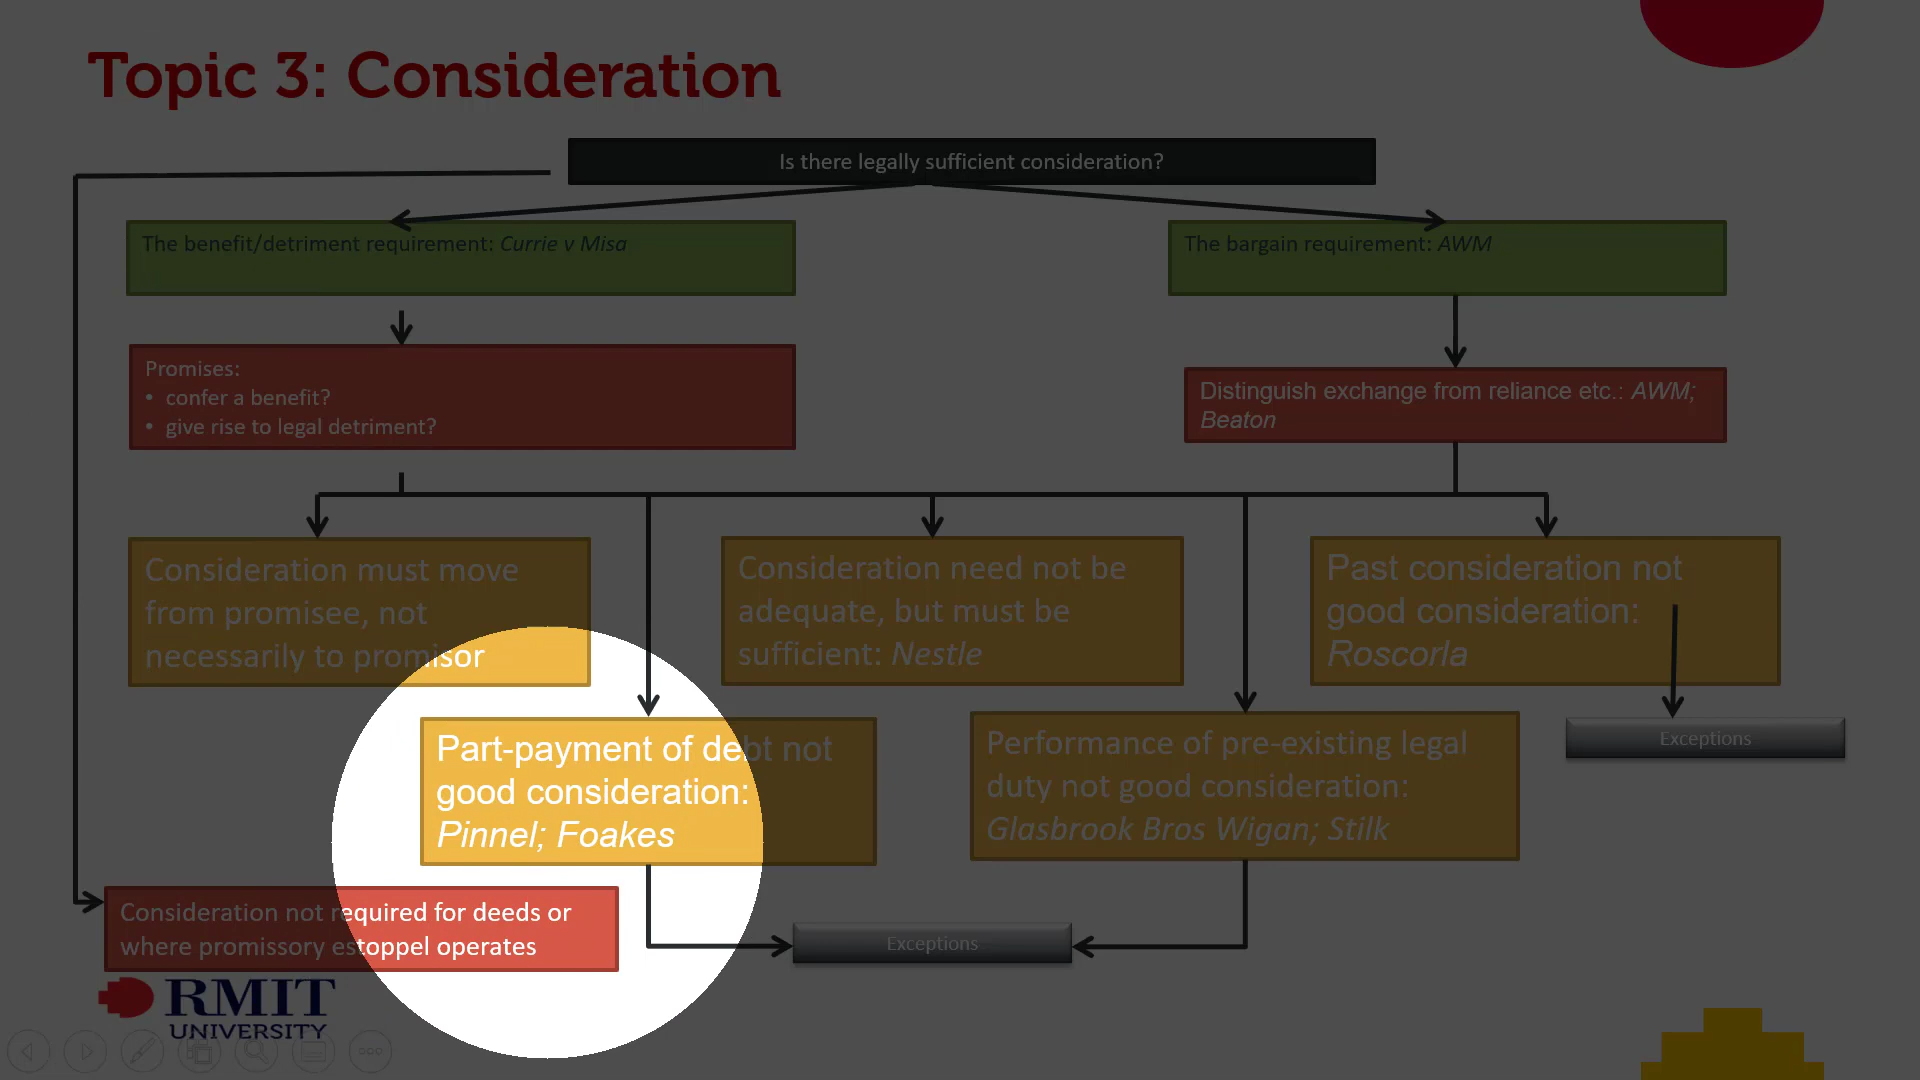 Topic 3: Consideration
Is there legally sufficient consideration?
The benefit/detriment requirement: Currie v Misa
The bargain requirement: AWM
Promises:
• confer a benefit?
• give rise to legal detriment?
Distinguish exchange from reliance etc.: AWM;
Beaton
Consideration must move
from promisee, not
necessarily to promisor
Consideration need not be
adequate, but must be
sufficient: Nestle
Past consideration not
good consideration:
Roscorla
Part-payment of debt not
good consideration:
Pinnel; Foakes
Performance of pre-existing legal
duty not good consideration:
Glasbrook Bros Wigan; Stilk
Exceptions
Consideration not required for deeds or
where promissory estoppel operates
Exceptions
RMIT
UNIVERSITY